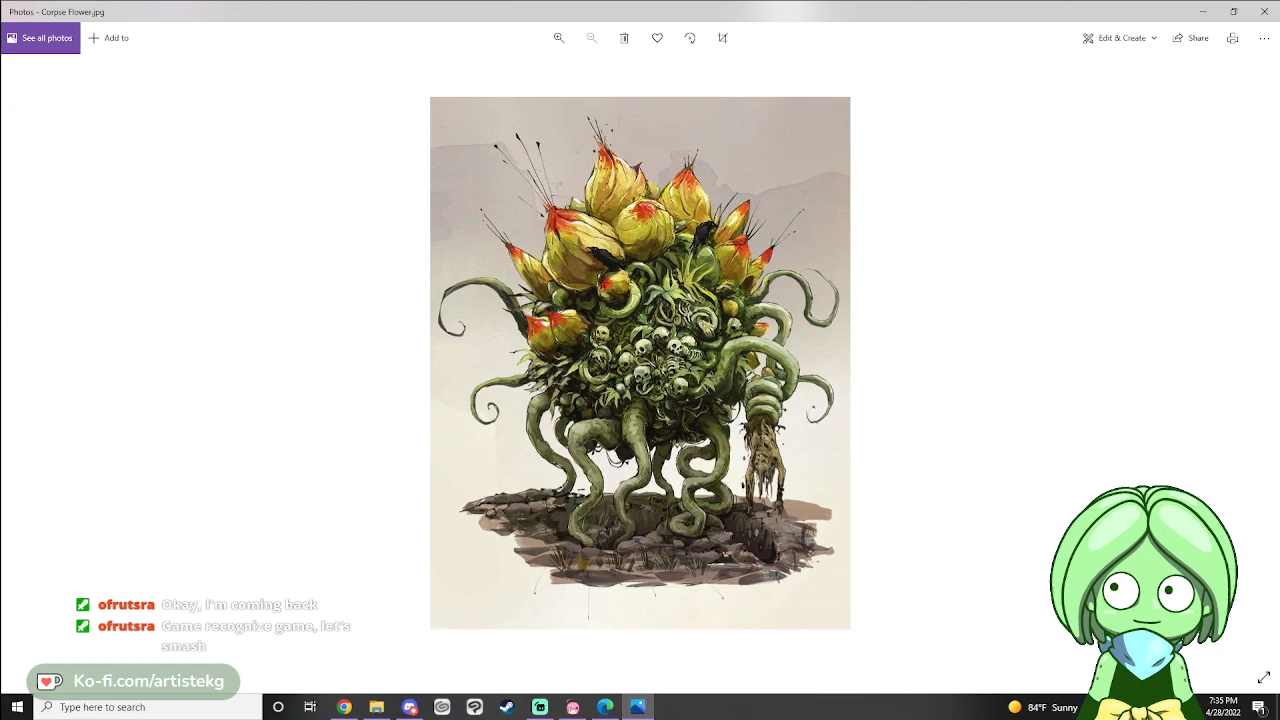 Photos - Corpse Flower.jpg
See all photos
Add to
Edit & Create
Share
ofrutsra Okay, I'm coming back
ofrutsra Game recognize game, let's
smash
Ko-fi.com/artistekg
Type here to search
84°F Sunny
7:35 PM
4/28/2022